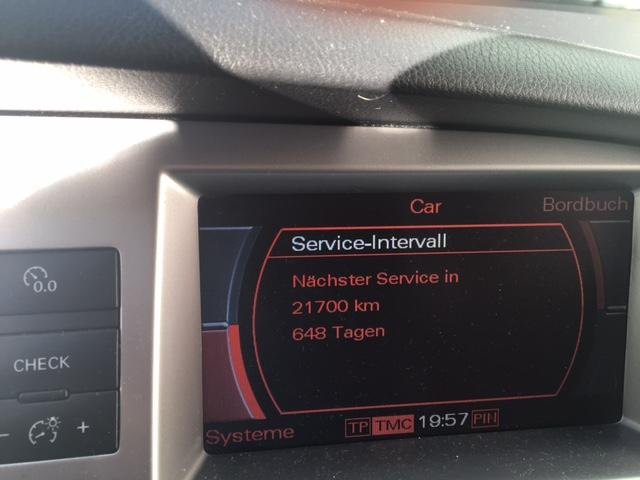 Car
Bordbuch
Service-Intervall
Nächster Service in
21700 km
648 Tagen
0.0
CHECK
- +
Systeme
TP TMC 19:57 PIN